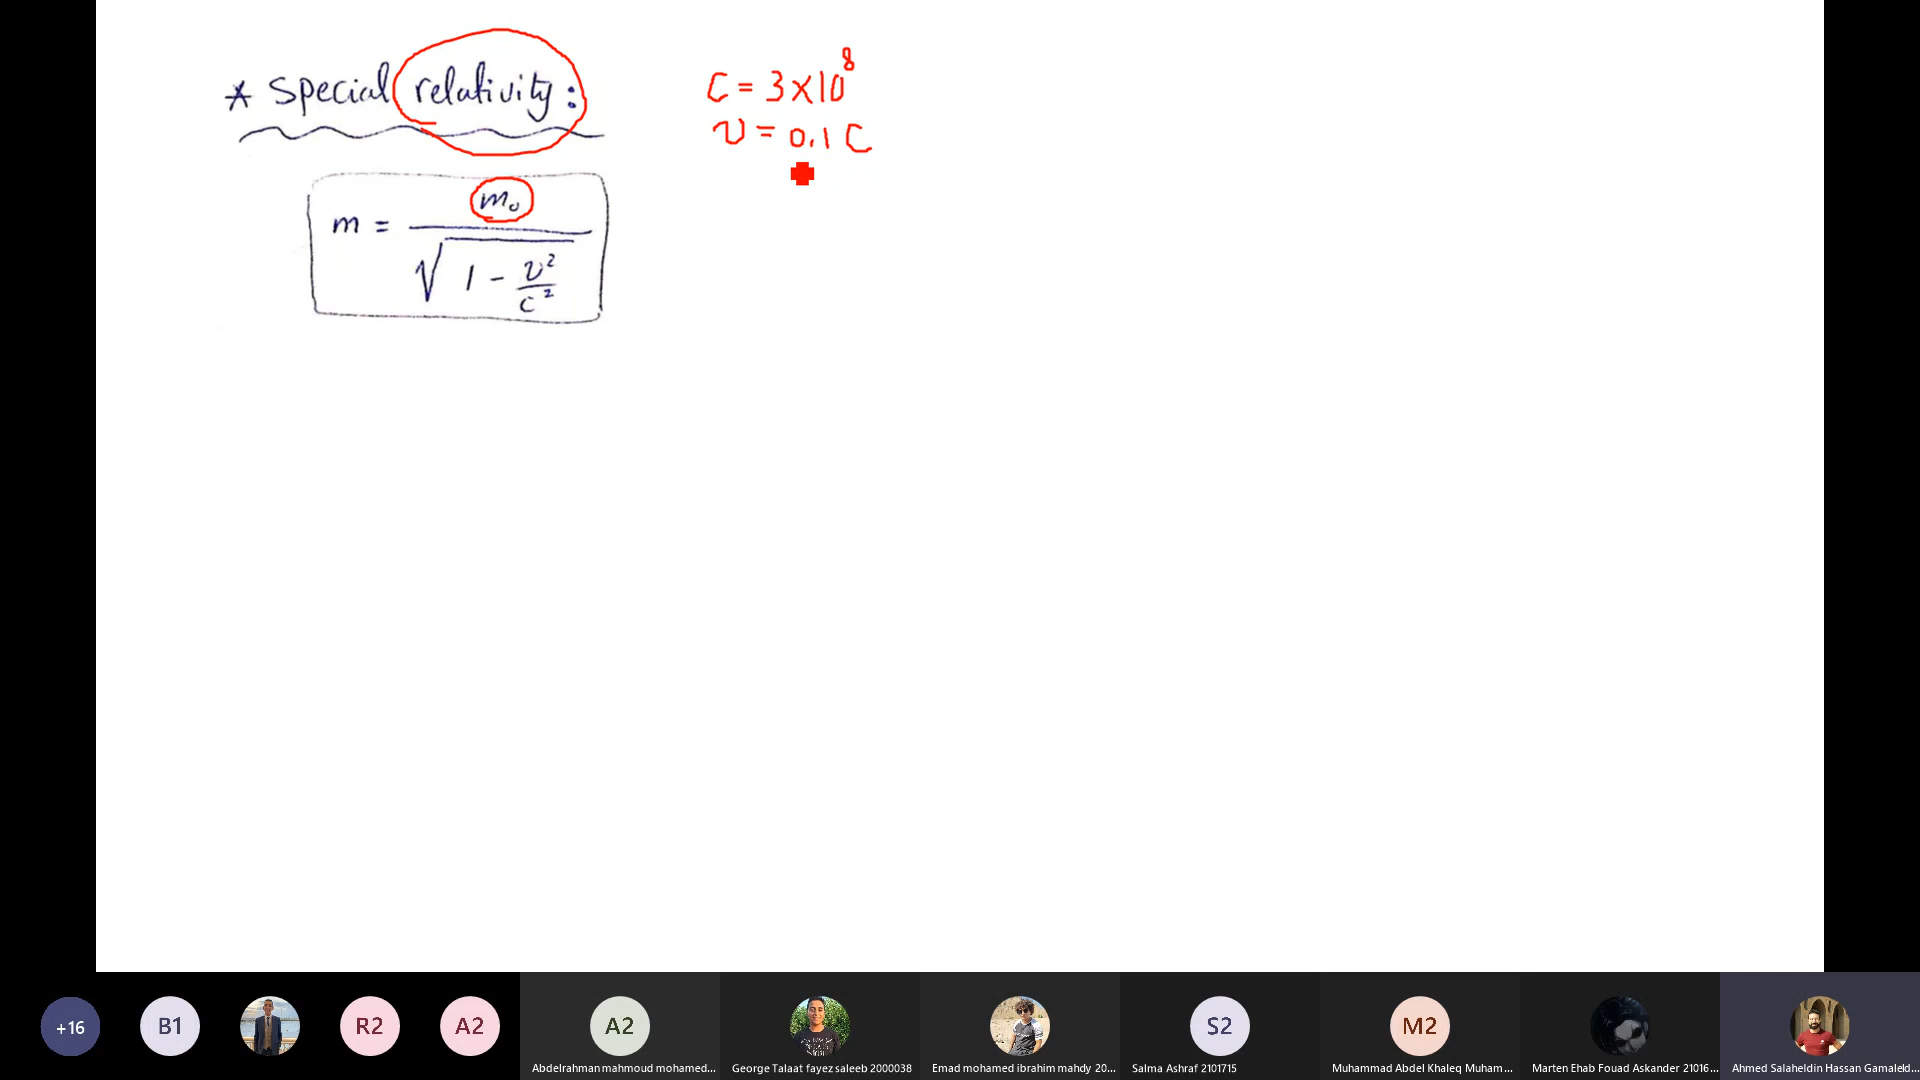 * Special relativity:
C = 3×10⁸
v = 0.1 C
m = m₀ / √(1 - v²/c²)
+16
B1
R2
A2
A2
S2
M2
Abdelrahman mahmoud mohamed...
George Talaat fayez saleeb 2000038
Emad mohamed ibrahim mahdy 20...
Salma Ashraf 2101715
Muhammad Abdel Khaleq Muham...
Marten Ehab Fouad Askander 21016...
Ahmed Salaheldin Hassan Gamaleld...